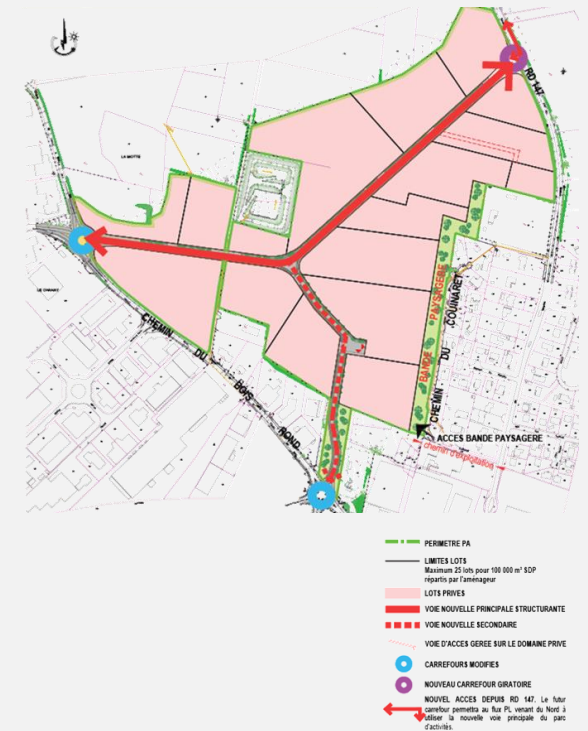 RD 147
LA MOTTE
LE CHANAY
CHEMIN DU BOIS ROND
BANDE PAYSAGERE
CHEMIN DU COUINARET
ACCES BANDE PAYSAGERE
chemin d'exploitation
PERIMETRE PA
LIMITES LOTS
Maximum 25 lots pour 100 000 m² SDP
répartis par l'aménageur
LOTS PRIVES
VOIE NOUVELLE PRINCIPALE STRUCTURANTE
VOIE NOUVELLE SECONDAIRE
VOIE D'ACCES GEREE SUR LE DOMAINE PRIVE
CARREFOURS MODIFIES
NOUVEAU CARREFOUR GIRATOIRE
NOUVEL ACCES DEPUIS RD 147. Le futur
carrefour permettra au flux PL venant du Nord à
utiliser la nouvelle voie principale du parc
d'activités.